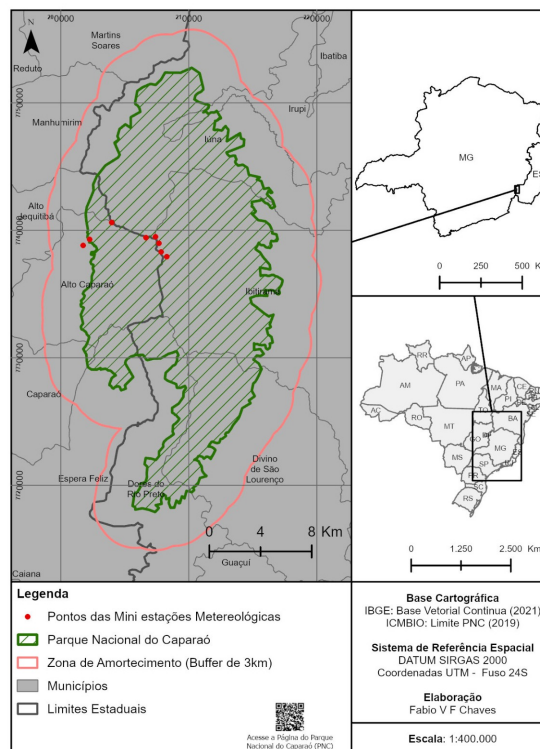 210000
220000
Martins
Soares
Ibatiba
Reduto
Manhumirim
Irupi
Iúna
Alto
Jequitibá
Alto Caparaó
Ibitirama
Caparaó
Espera Feliz
Dores do
Rio Preto
Divino de
São
Lourenço
Guaçuí
Caiana
0 4 8 Km
MG
0 250 500 Km
RR
AP
AM
PA
MA
CE
PI
AC
RO
TO
BA
MT
GO
MG
MS
SP
PR
SC
RS
0 1.250 2.500 Km
Legenda
Pontos das Mini estações Metereológicas
Parque Nacional do Caparaó
Zona de Amortecimento (Buffer de 3km)
Municípios
Limites Estaduais
Acesse a Página do Parque
Nacional do Caparaó (PNC)
Base Cartográfica
IBGE: Base Vetorial Continua (2021)
ICMBIO: Limite PNC (2019)
Sistema de Referência Espacial
DATUM SIRGAS 2000
Coordenadas UTM - Fuso 24S
Elaboração
Fabio V F Chaves
Escala: 1:400.000